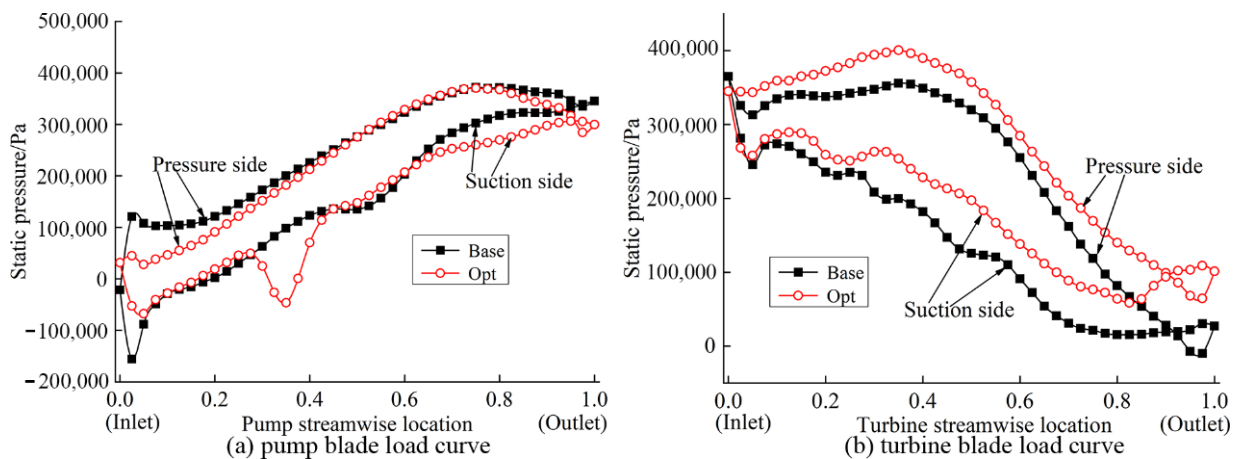 500,000
400,000
300,000
200,000
100,000
0
−100,000
−200,000
Static pressure/Pa
Pressure side
Suction side
Base
Opt
0.0 0.2 0.4 0.6 0.8 1.0
(Inlet) Pump streamwise location (Outlet)
(a) pump blade load curve
400,000
300,000
200,000
100,000
0
Static pressure/Pa
Pressure side
Suction side
Base
Opt
0.0 0.2 0.4 0.6 0.8 1.0
(Inlet) Turbine streamwise location (Outlet)
(b) turbine blade load curve